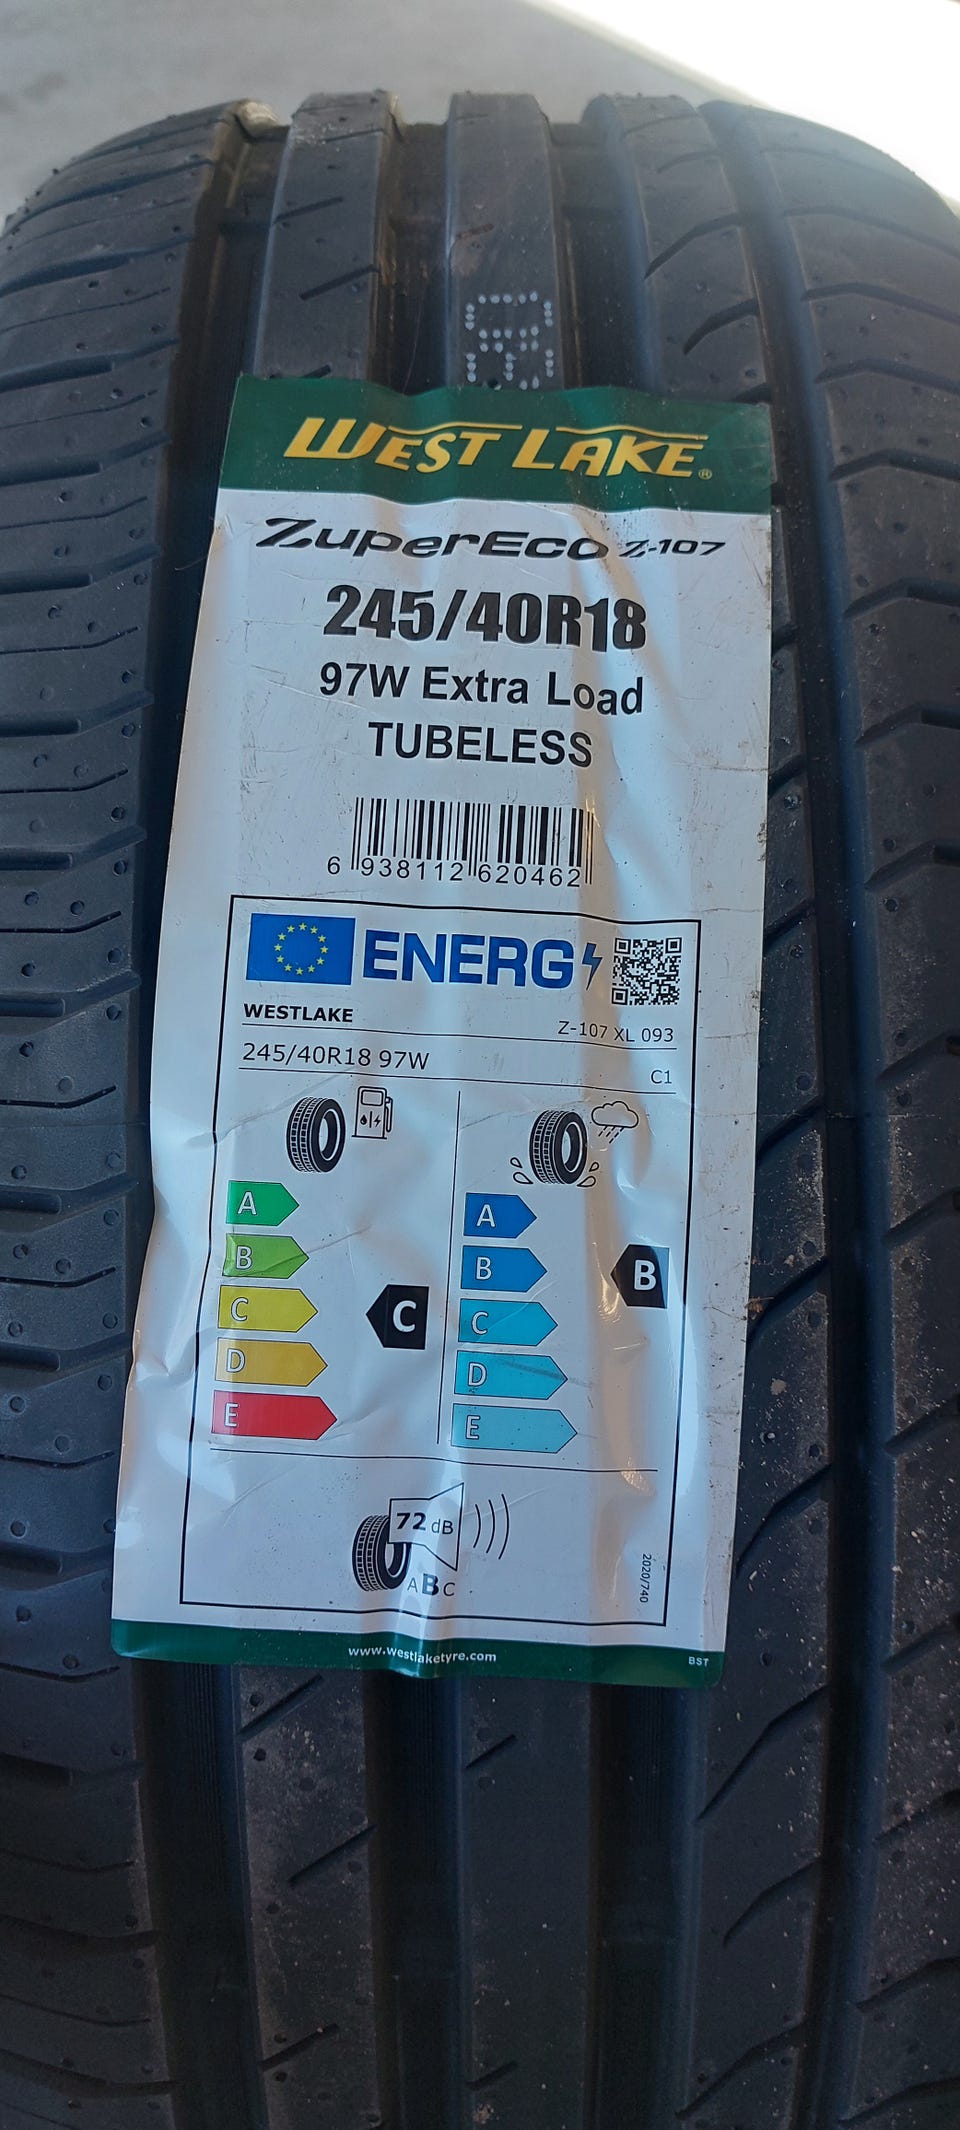 WEST LAKE®
ZuperEco Z-107
245/40R18
97W Extra Load
TUBELESS
6 938112 620462
ENERG
WESTLAKE
Z-107 XL 093
245/40R18 97W
C1
A
B
C
D
E
C
A
B
C
D
E
B
72 dB
ABC
2020/740
www.westlaketyre.com
BST